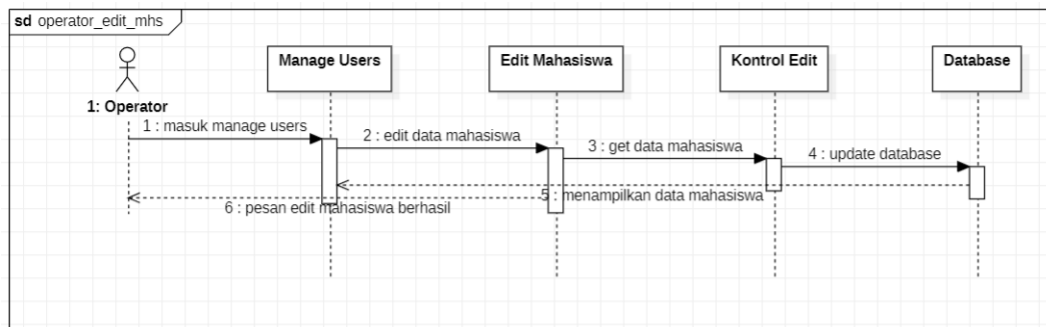 sd operator_edit_mhs
Manage Users
Edit Mahasiswa
Kontrol Edit
Database
1: Operator
1 : masuk manage users
2 : edit data mahasiswa
3 : get data mahasiswa
4 : update database
5 : menampilkan data mahasiswa
6 : pesan edit mahasiswa berhasil